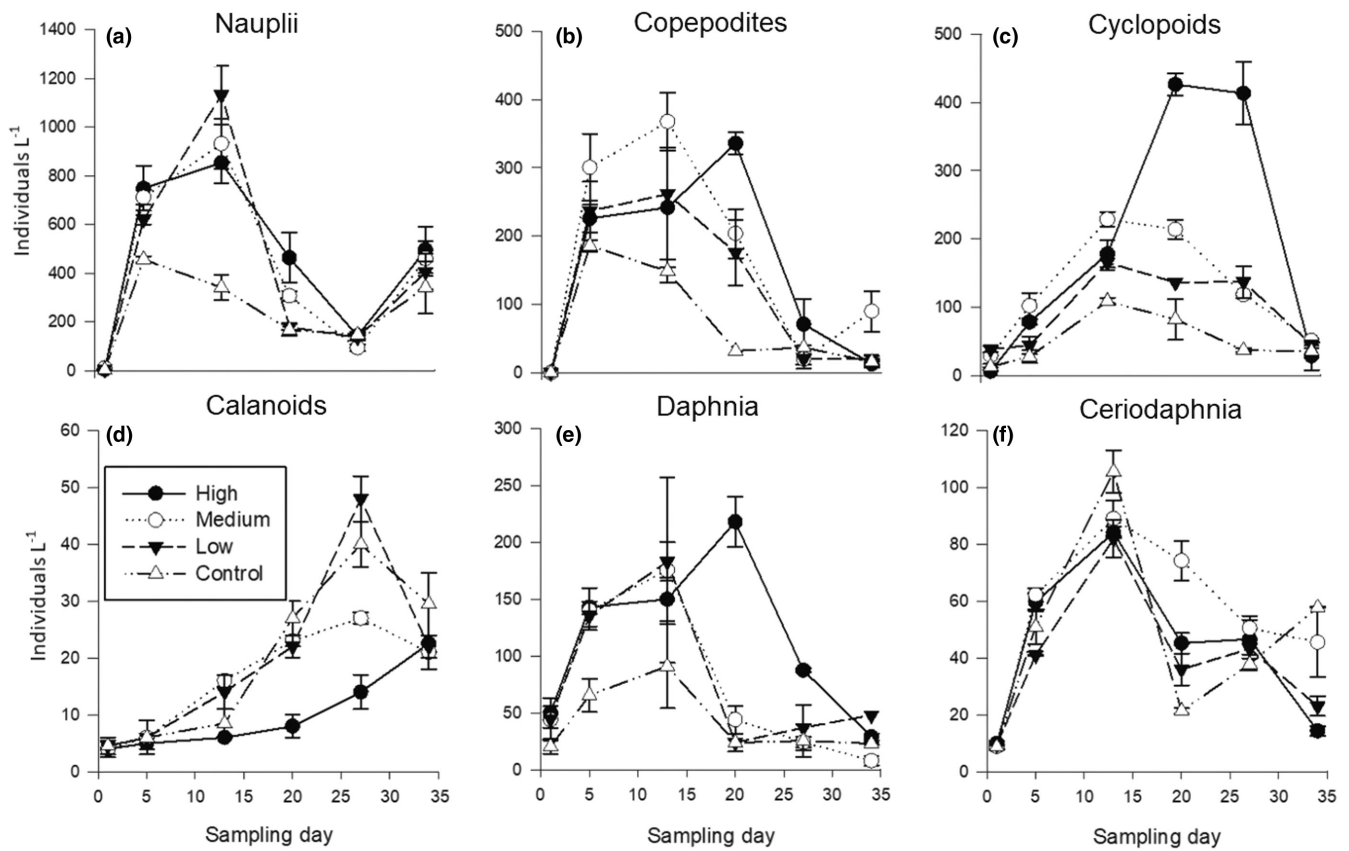 (a) Nauplii
(b) Copepodites
(c) Cyclopoids
1400
1200
1000
800
600
400
200
0
Individuals L⁻¹
500
400
300
200
100
0
500
400
300
200
100
0
Calanoids
Daphnia
Ceriodaphnia
(d)
(e)
(f)
60
50
40
30
20
10
0
Individuals L⁻¹
High
Medium
Low
Control
300
250
200
150
100
50
0
120
100
80
60
40
20
0
0 5 10 15 20 25 30 35
0 5 10 15 20 25 30 35
0 5 10 15 20 25 30 35
Sampling day
Sampling day
Sampling day